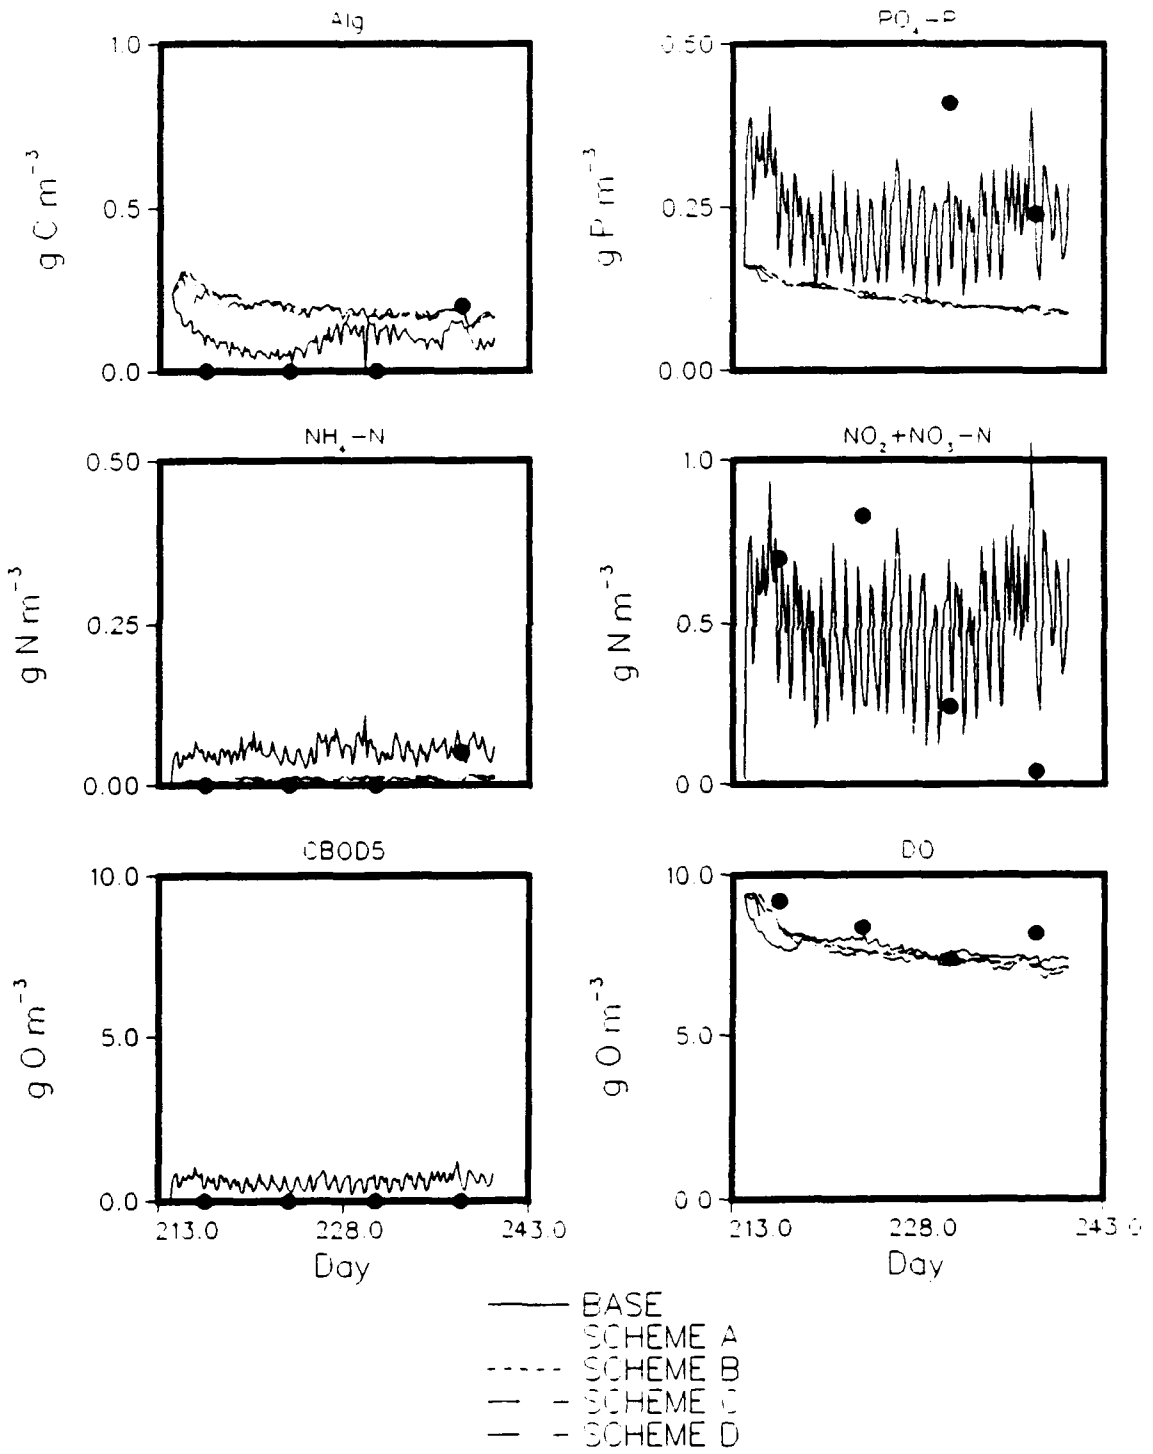 Alg
1.0
0.5
0.0
g C m⁻³
PO₄-P
0.50
0.25
0.00
g P m⁻³
NH₄-N
0.50
0.25
0.00
g N m⁻³
NO₂+NO₃-N
1.0
0.5
0.0
g N m⁻³
CBOD5
10.0
5.0
0.0
g O m⁻³
213.0 228.0 243.0
Day
DO
10.0
5.0
0.0
g O m⁻³
213.0 228.0 243.0
Day
BASE
SCHEME A
SCHEME B
SCHEME C
SCHEME D